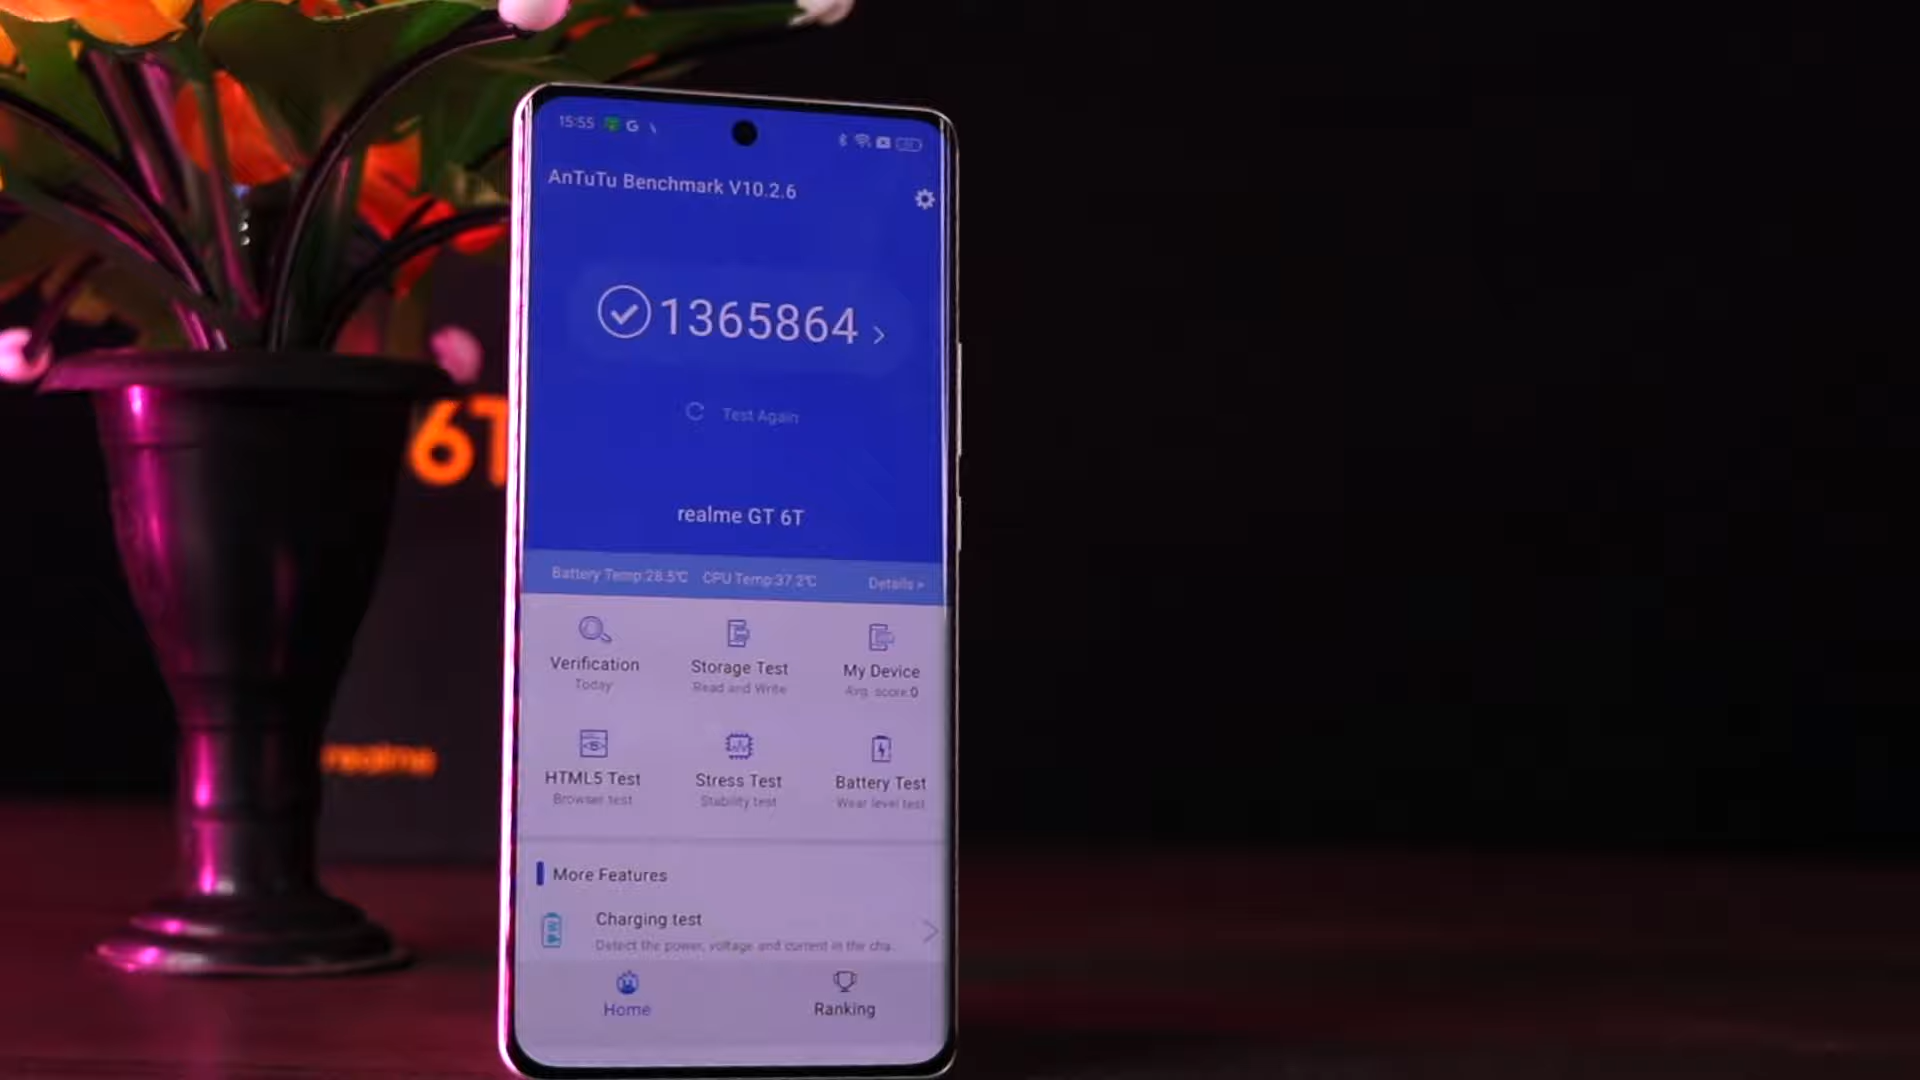 15:55 G
AnTuTu Benchmark V10.2.6
1365864
Test Again
6T
realme GT 6T
Battery Temp:28.5℃ CPU Temp:37.2℃ Details
Verification Storage Test My Device
Today Read and Write Avg. score:0
realme
HTML5 Test Stress Test Battery Test
Browser test Stability test Wear level test
More Features
Charging test
Detect the power, voltage and current in the cha...
Home Ranking